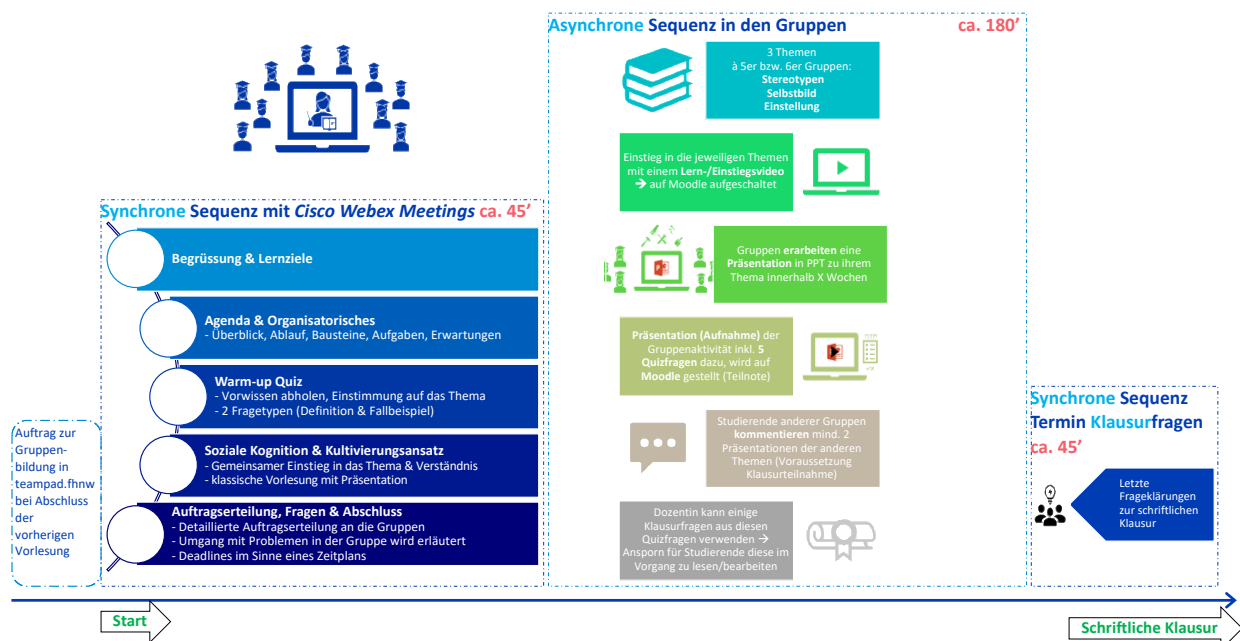 Auftrag zur
Gruppen-
bildung in
teampad.fhnw
bei Abschluss
der
vorherigen
Vorlesung
Synchrone Sequenz mit Cisco Webex Meetings ca. 45’
Begrüssung & Lernziele
Agenda & Organisatorisches
- Überblick, Ablauf, Bausteine, Aufgaben, Erwartungen
Warm-up Quiz
- Vorwissen abholen, Einstimmung auf das Thema
- 2 Fragetypen (Definition & Fallbeispiel)
Soziale Kognition & Kultivierungsansatz
- Gemeinsamer Einstieg in das Thema & Verständnis
- klassische Vorlesung mit Präsentation
Auftragserteilung, Fragen & Abschluss
- Detaillierte Auftragserteilung an die Gruppen
- Umgang mit Problemen in der Gruppe wird erläutert
- Deadlines im Sinne eines Zeitplans
Asynchrone Sequenz in den Gruppen ca. 180’
3 Themen
à 5er bzw. 6er Gruppen:
Stereotypen
Selbstbild
Einstellung
Einstieg in die jeweiligen Themen
mit einem Lern-/Einstiegsvideo
→ auf Moodle aufgeschaltet
Gruppen erarbeiten eine
Präsentation in PPT zu ihrem
Thema innerhalb X Wochen
Präsentation (Aufnahme) der
Gruppenaktivität inkl. 5
Quizfragen dazu, wird auf
Moodle gestellt (Teilnote)
Studierende anderer Gruppen
kommentieren mind. 2
Präsentationen der anderen
Themen (Voraussetzung
Klausurteilnahme)
Dozentin kann einige
Klausurfragen aus diesen
Quizfragen verwenden →
Ansporn für Studierende diese im
Vorgang zu lesen/bearbeiten
Synchrone Sequenz
Termin Klausurfragen
ca. 45’
Letzte
Frageklärungen
zur schriftlichen
Klausur
Start
Schriftliche Klausur